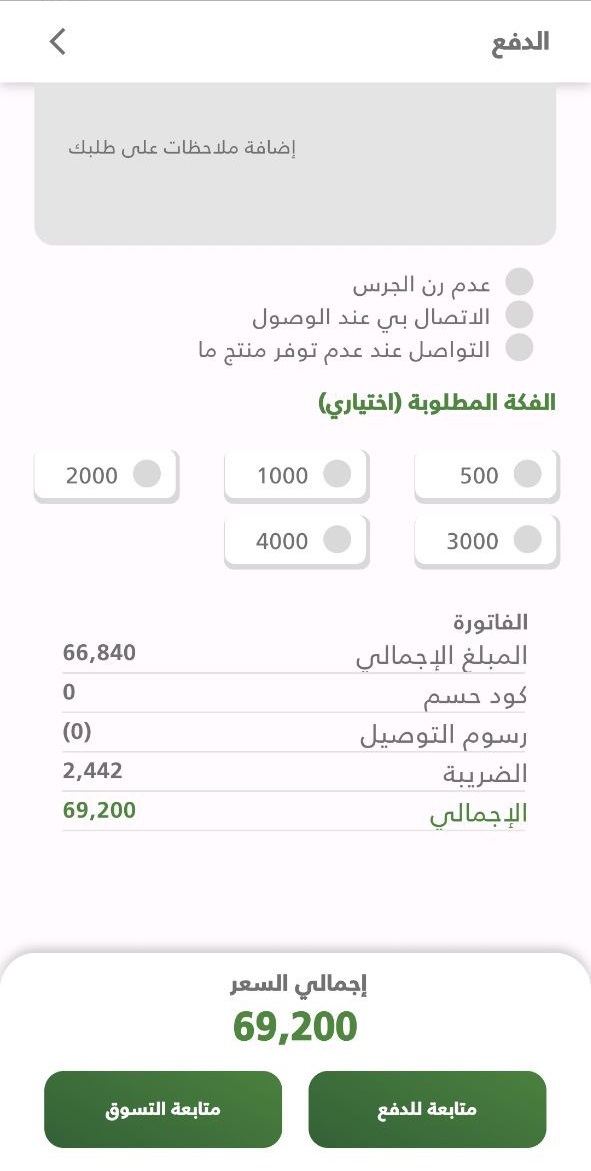 الدفع
إضافة ملاحظات على طلبك
عدم رن الجرس
الاتصال بي عند الوصول
التواصل عند عدم توفر منتج ما
الفكة المطلوبة (اختياري)
500 1000 2000
3000 4000
الفاتورة
المبلغ الإجمالي 66,840
كود حسم 0
رسوم التوصيل (0)
الضريبة 2,442
الإجمالي 69,200
إجمالي السعر
69,200
متابعة للدفع متابعة التسوق